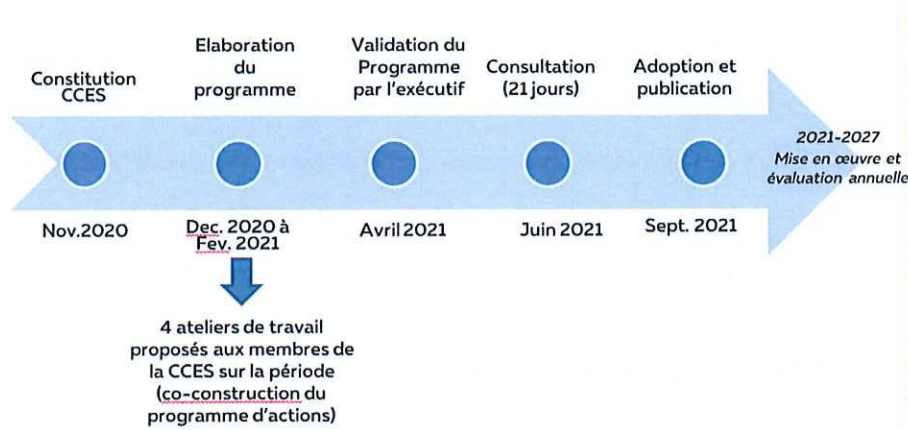 Constitution
CCES
Elaboration
du
programme
Validation du
Programme
par l'exécutif
Consultation
(21 jours)
Adoption et
publication
2021-2027
Mise en œuvre et
évaluation annuelle
Nov.2020
Dec. 2020 à
Fev. 2021
Avril 2021
Juin 2021
Sept. 2021
4 ateliers de travail
proposés aux membres de
la CCES sur la période
(co-construction du
programme d'actions)